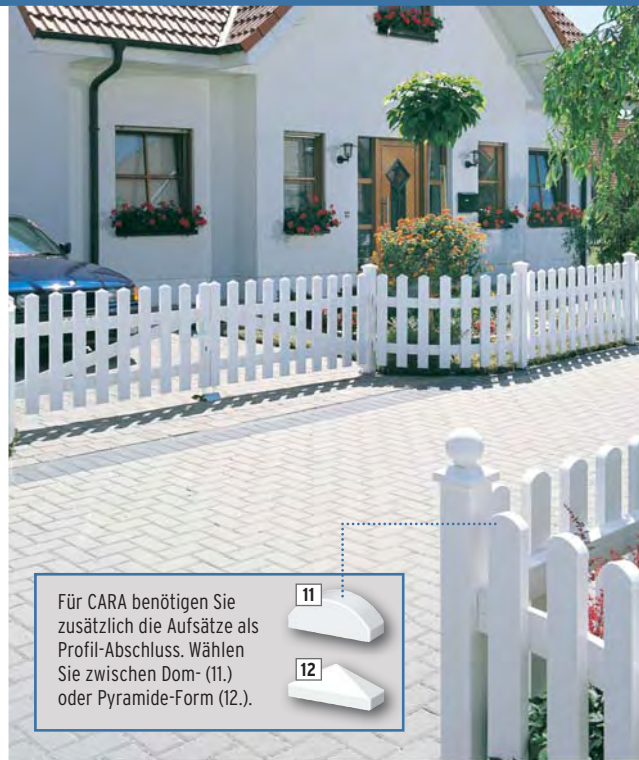 Für CARA benötigen Sie
zusätzlich die Aufsätze als
Profil-Abschluss. Wählen
Sie zwischen Dom- (11.)
oder Pyramide-Form (12.).
11
12